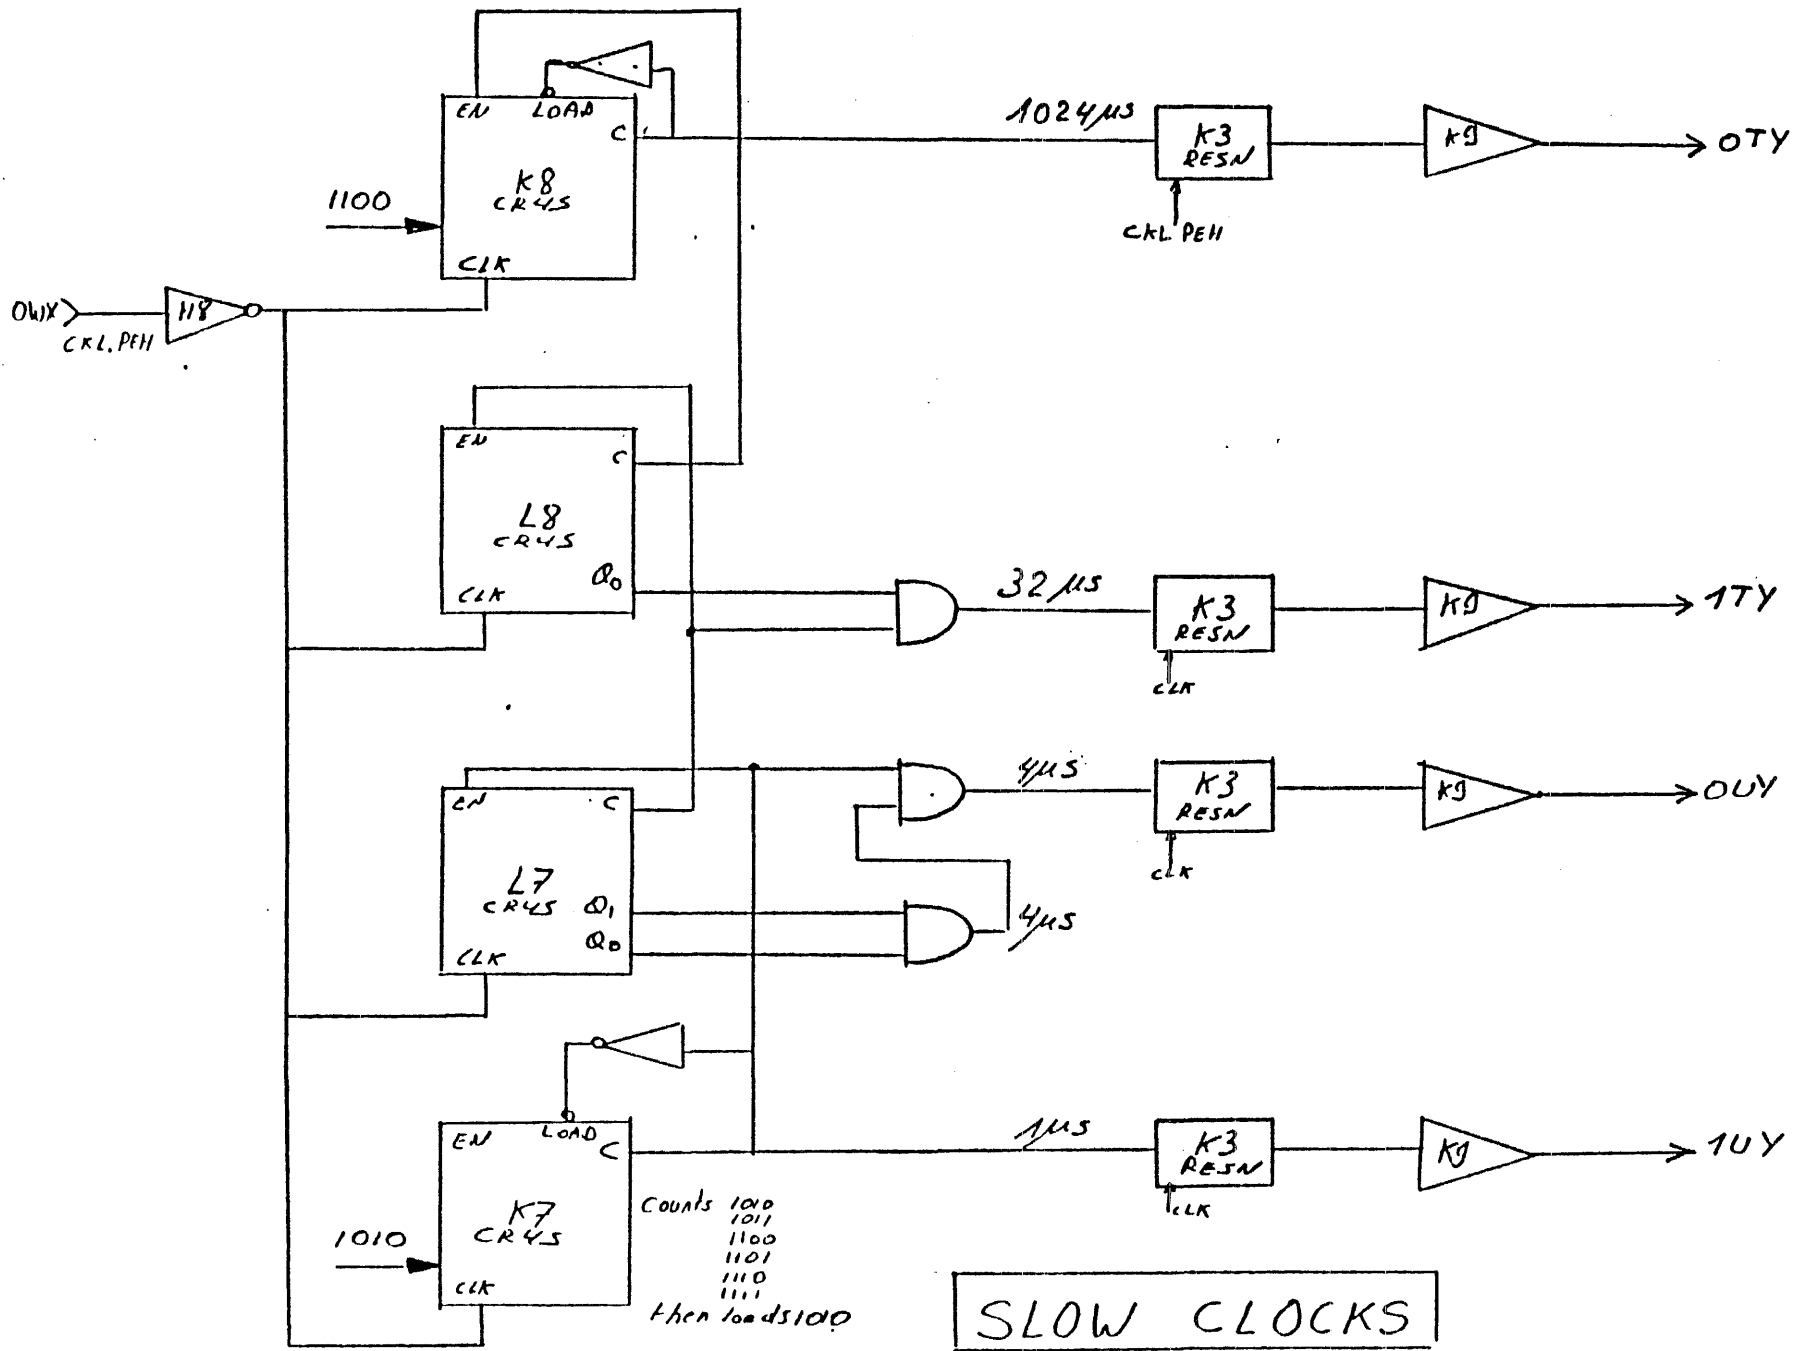 EN
LOAD
C
1024µs
K3
RESN
K9
OTY
K8
CR4S
1100
CKL.PEH
CLK
OWX
H8
CKL.PEH
EN
C
L8
CR4S
Q0
32µs
K3
RESN
K9
1TY
CLK
CLK
EN
C
4µs
K3
RESN
K9
OUY
CLK
L7
CR4S
Q1
Q0
4µs
CLK
EN
LOAD
C
1µs
K3
RESN
K9
1UY
CLK
K7
CR4S
1010
CLK
Counts 1010
1011
1100
1101
1110
1111
then loads 1010
SLOW CLOCKS